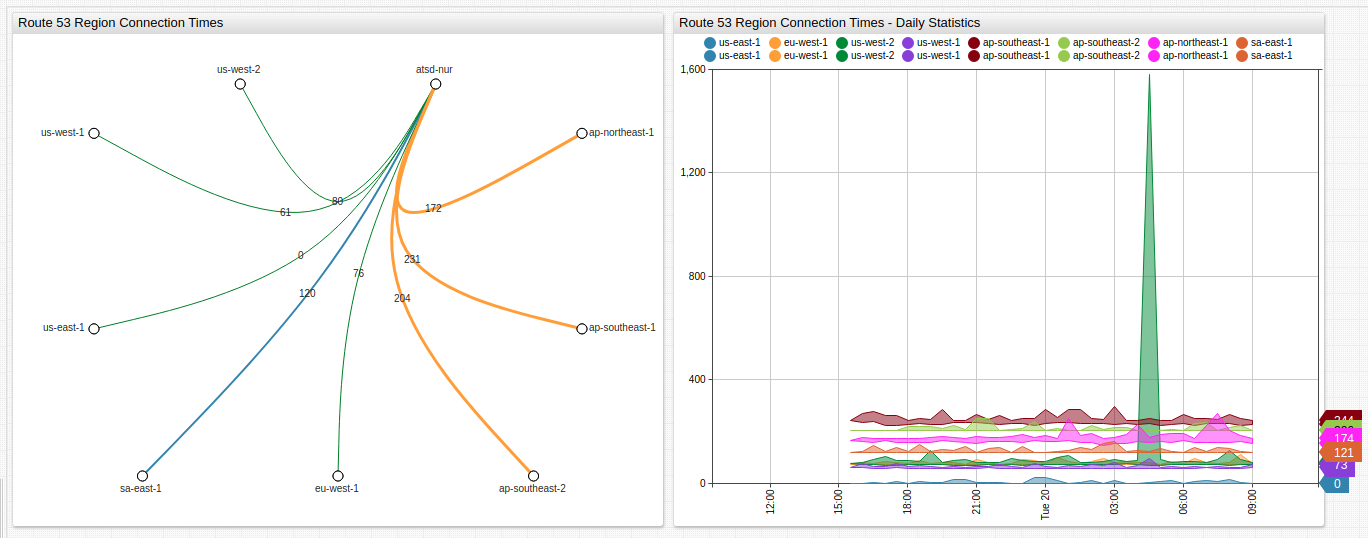 Route 53 Region Connection Times
us-west-2
atsd-nur
us-west-1
ap-northeast-1
80
61
172
0
231
76
120
204
us-east-1
ap-southeast-1
sa-east-1
eu-west-1
ap-southeast-2
Route 53 Region Connection Times - Daily Statistics
us-east-1 eu-west-1 us-west-2 us-west-1 ap-southeast-1 ap-southeast-2 ap-northeast-1 sa-east-1
us-east-1 eu-west-1 us-west-2 us-west-1 ap-southeast-1 ap-southeast-2 ap-northeast-1 sa-east-1
1,600
1,200
800
400
0
174
121
73
0
12:00 15:00 18:00 21:00 Tue 20 03:00 06:00 09:00